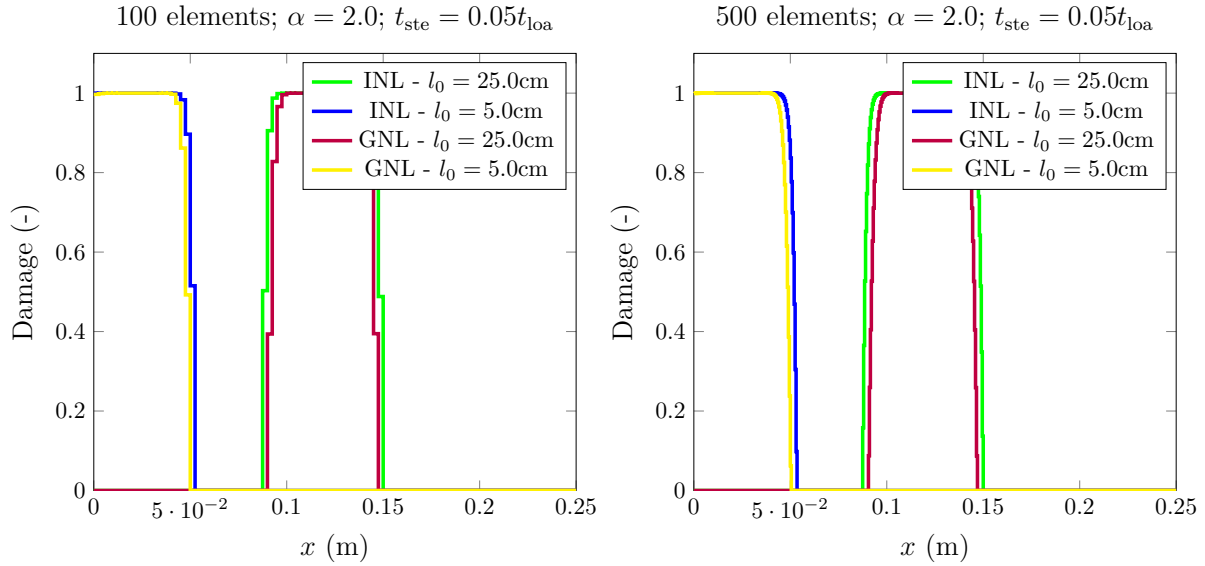 100 elements; α = 2.0; t_ste = 0.05t_loa
INL - l_0 = 25.0cm
INL - l_0 = 5.0cm
GNL - l_0 = 25.0cm
GNL - l_0 = 5.0cm
1
0.8
0.6
0.4
0.2
0
Damage (-)
0 5 · 10^−2 0.1 0.15 0.2 0.25
x (m)
500 elements; α = 2.0; t_ste = 0.05t_loa
INL - l_0 = 25.0cm
INL - l_0 = 5.0cm
GNL - l_0 = 25.0cm
GNL - l_0 = 5.0cm
1
0.8
0.6
0.4
0.2
0
Damage (-)
0 5 · 10^−2 0.1 0.15 0.2 0.25
x (m)